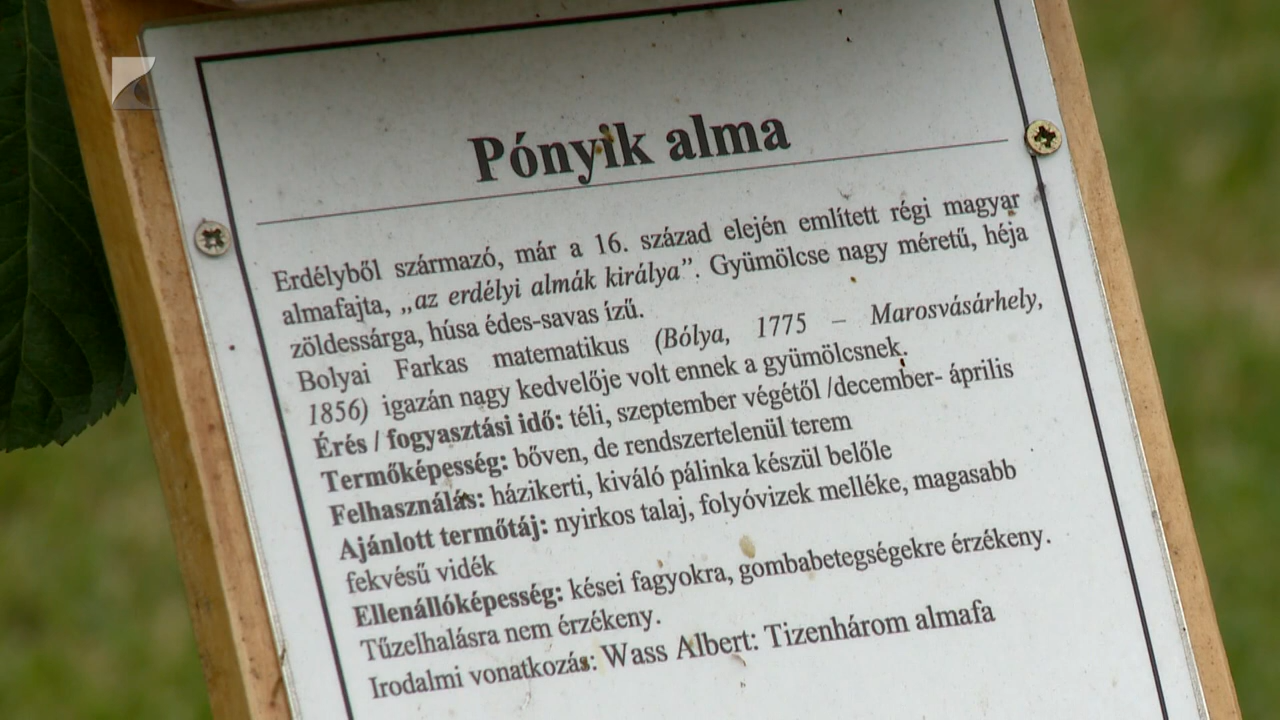 Pónyik alma
Erdélyből származó, már a 16. század elején említett régi magyar
almafajta, „az erdélyi almák királya”. Gyümölcse nagy méretű, héja
zöldessárga, húsa édes-savas ízű.
Bolyai Farkas matematikus (Bólya, 1775 – Marosvásárhely,
1856) igazán nagy kedvelője volt ennek a gyümölcsnek.
Érés / fogyasztási idő: téli, szeptember végétől /december- április
Termőképesség: bőven, de rendszertelenül terem
Felhasználás: házikerti, kiváló pálinka készül belőle
Ajánlott termőtáj: nyirkos talaj, folyóvizek melléke, magasabb
fekvésű vidék
Ellenállóképesség: kései fagyokra, gombabetegségekre érzékeny.
Tűzelhalásra nem érzékeny.
Irodalmi vonatkozás: Wass Albert: Tizenhárom almafa